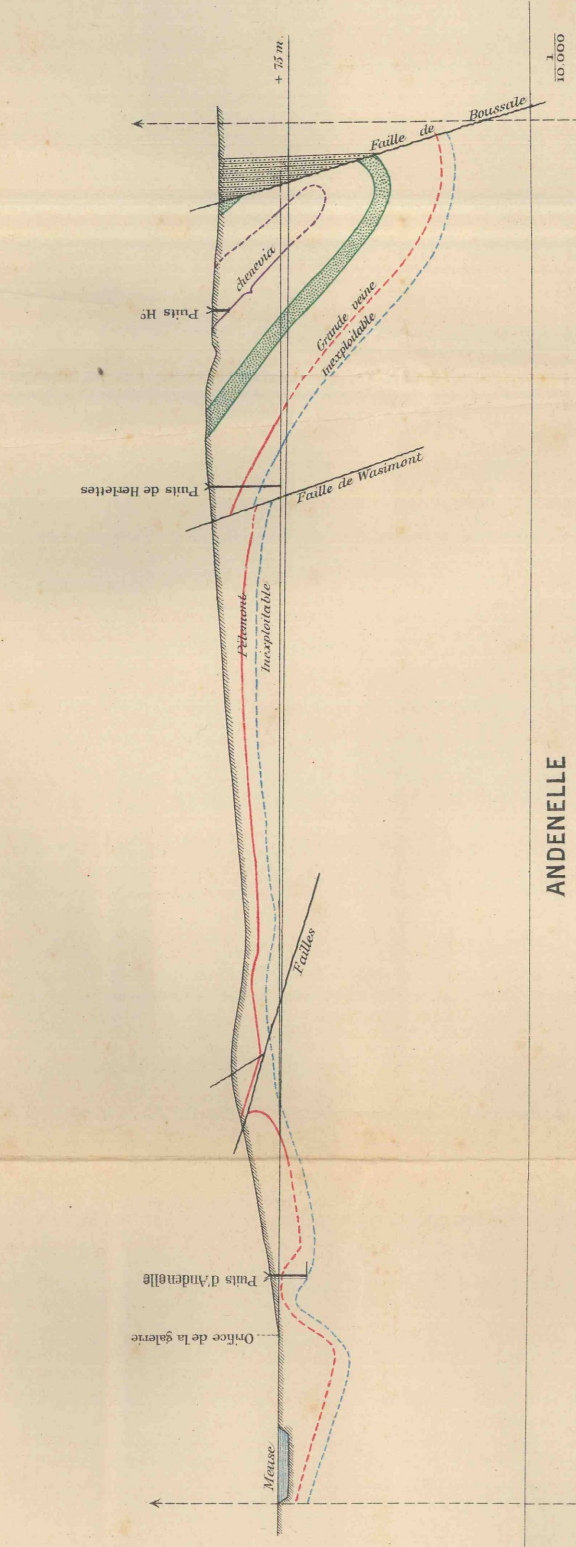 ANDENELLE
1
10.000
Meuse
Orifice de la galerie
Puits d'Andenelle
Failles
Pélémont
Inexploitable
Puits de Herlettes
Faille de Wasimont
Grande veine
Inexploitable
Puits Hº.
chenevia
Faille de Boussale
+ 75 m.